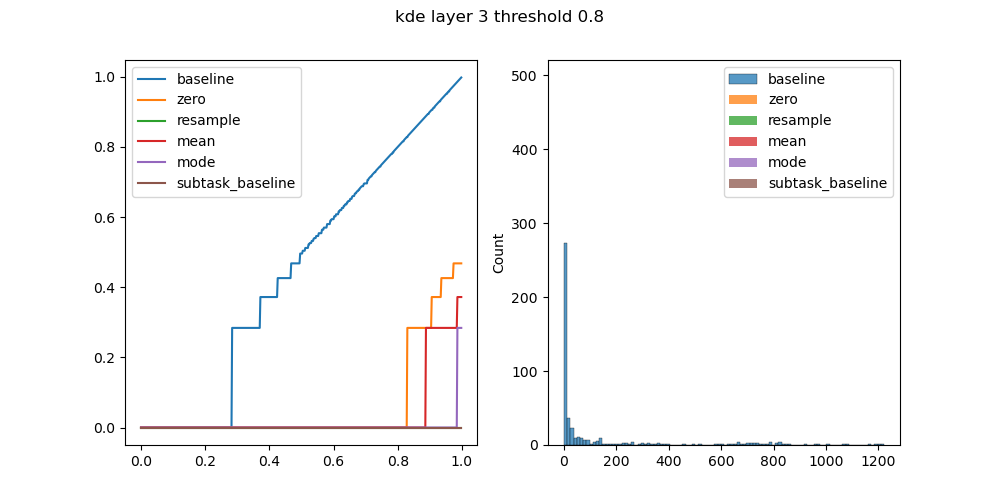 kde layer 3 threshold 0.8
baseline
zero
resample
mean
mode
subtask_baseline
1.0
0.8
0.6
0.4
0.2
0.0
0.0 0.2 0.4 0.6 0.8 1.0
baseline
zero
resample
mean
mode
subtask_baseline
Count
500
400
300
200
100
0
0 200 400 600 800 1000 1200